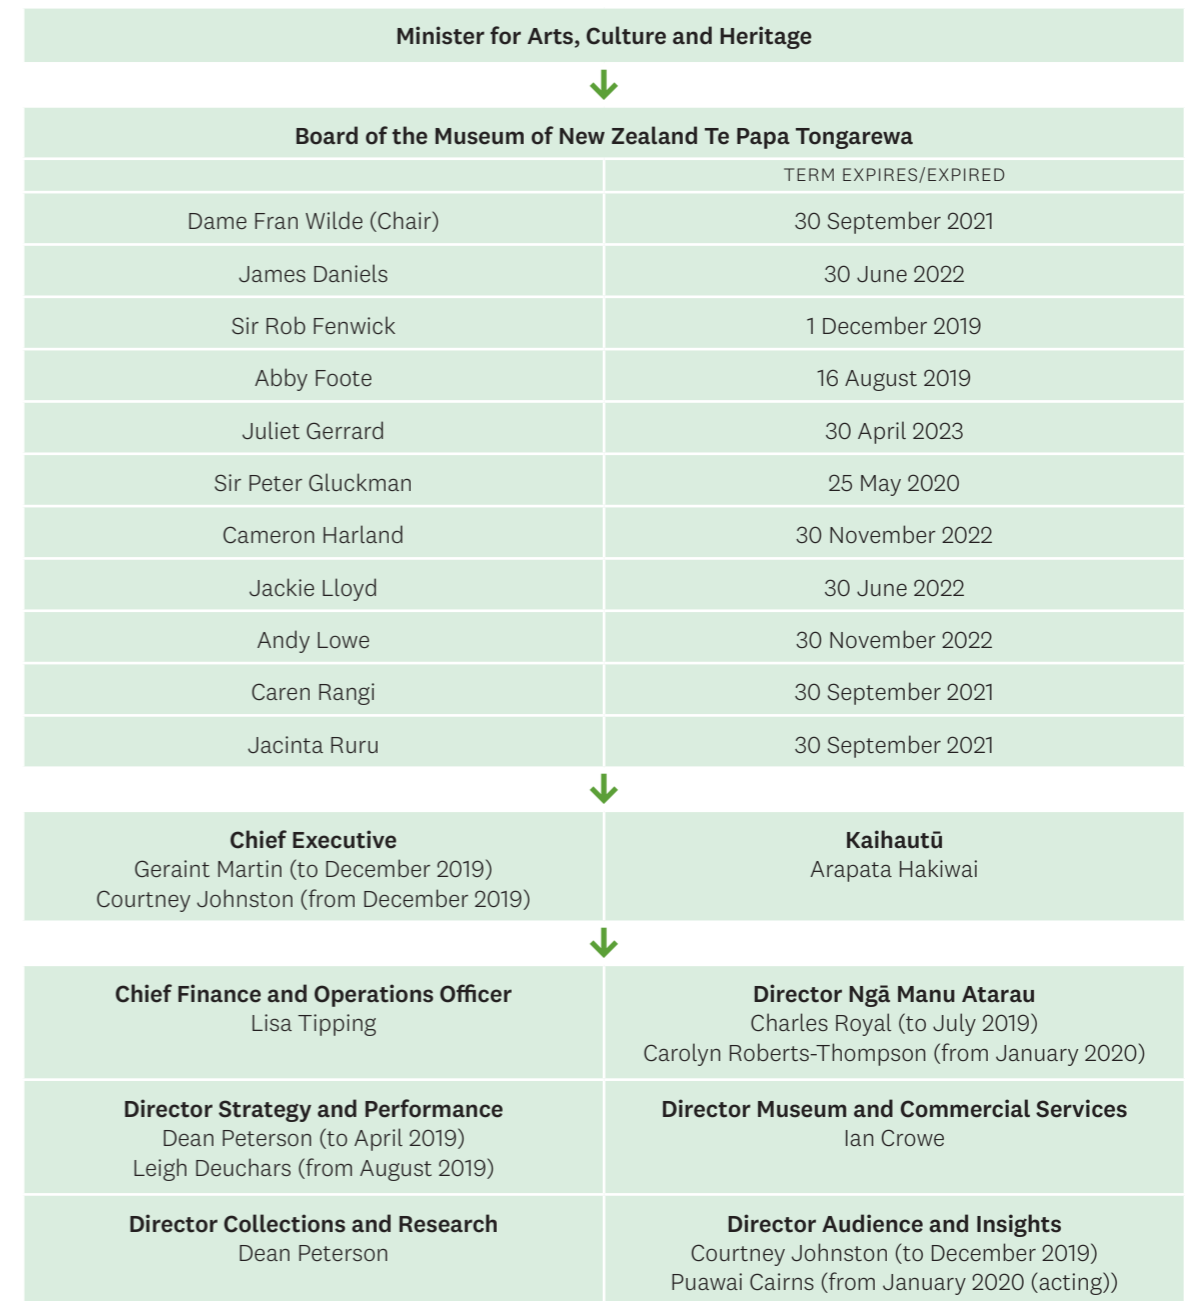 Minister for Arts, Culture and Heritage
Board of the Museum of New Zealand Te Papa Tongarewa
TERM EXPIRES/EXPIRED
Dame Fran Wilde (Chair) 30 September 2021
James Daniels 30 June 2022
Sir Rob Fenwick 1 December 2019
Abby Foote 16 August 2019
Juliet Gerrard 30 April 2023
Sir Peter Gluckman 25 May 2020
Cameron Harland 30 November 2022
Jackie Lloyd 30 June 2022
Andy Lowe 30 November 2022
Caren Rangi 30 September 2021
Jacinta Ruru 30 September 2021
Chief Executive
Geraint Martin (to December 2019)
Courtney Johnston (from December 2019)
Kaihautū
Arapata Hakiwai
Chief Finance and Operations Officer
Lisa Tipping
Director Ngā Manu Atarau
Charles Royal (to July 2019)
Carolyn Roberts-Thompson (from January 2020)
Director Strategy and Performance
Dean Peterson (to April 2019)
Leigh Deuchars (from August 2019)
Director Museum and Commercial Services
Ian Crowe
Director Collections and Research
Dean Peterson
Director Audience and Insights
Courtney Johnston (to December 2019)
Puawai Cairns (from January 2020 (acting))